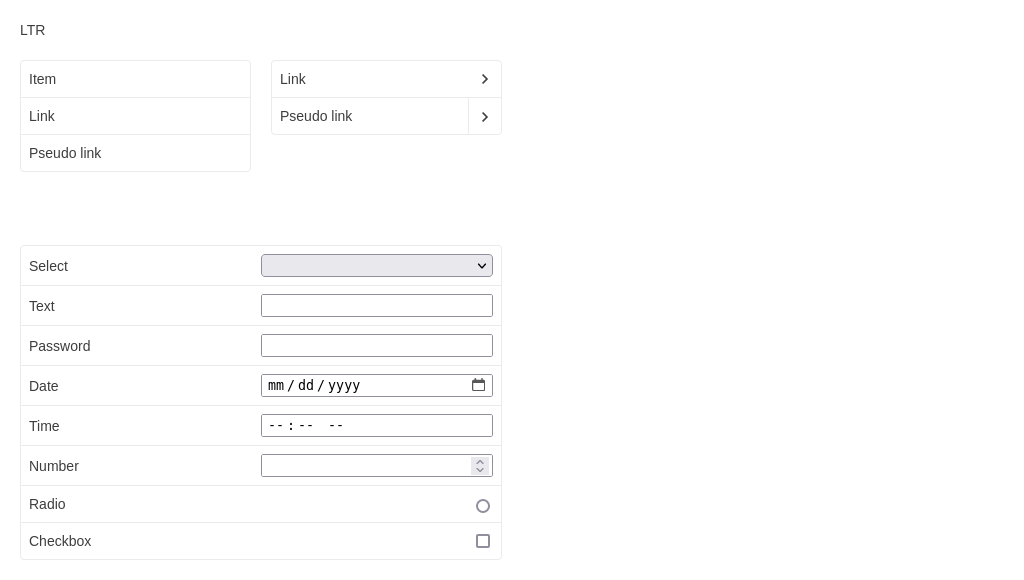 LTR
Item
Link
Pseudo link
Link
Pseudo link
Select
Text
Password
Date mm/dd/yyyy
Time --:-- --
Number
Radio
Checkbox